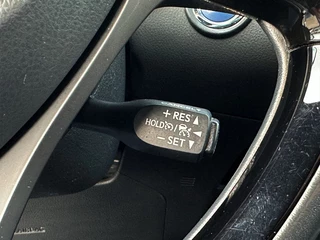 + RES ▲
HOLD / ◀
− SET ▼